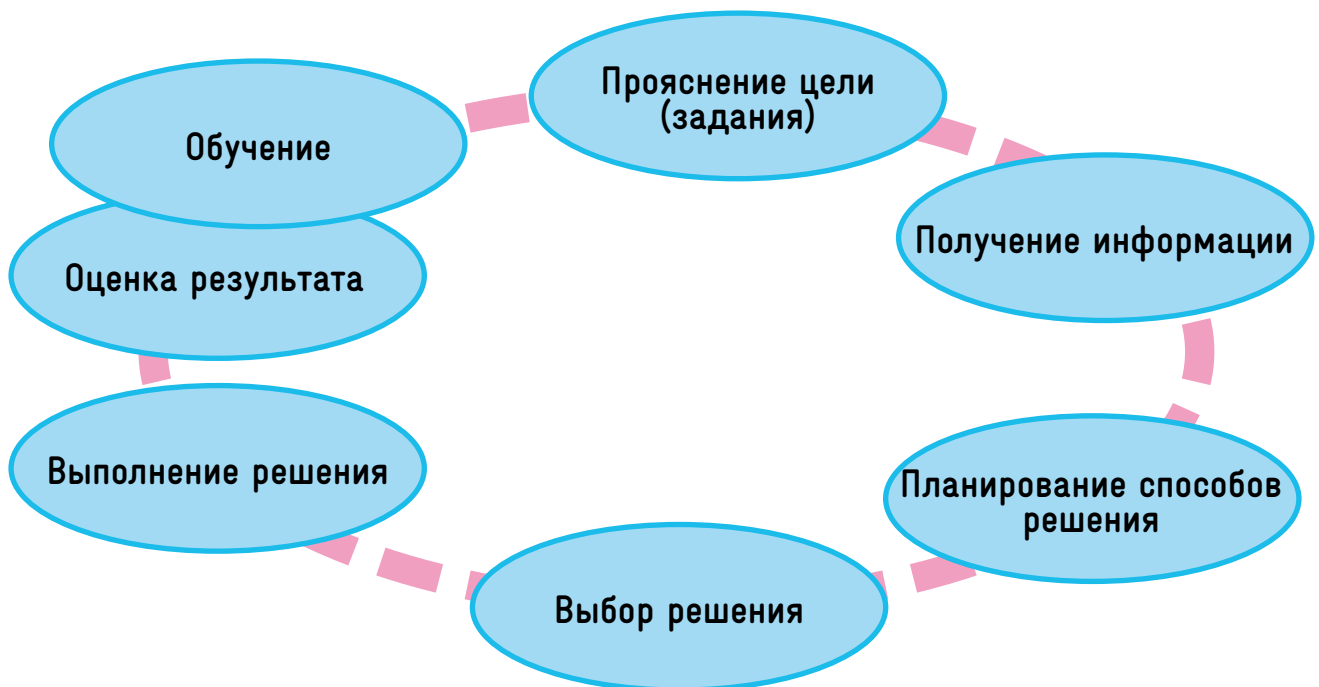 Прояснение цели
(задания)
Обучение
Получение информации
Оценка результата
Выполнение решения
Планирование способов
решения
Выбор решения